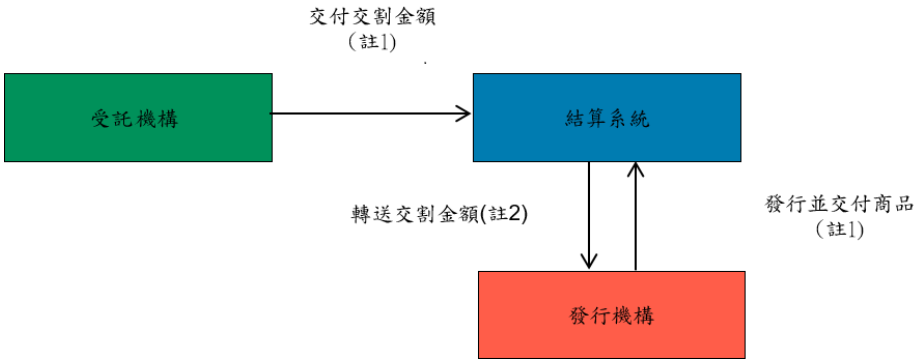 交付交割金額
（註1)
受託機構
結算系統
轉送交割金額(註2)
發行並交付商品
（註1)
發行機構